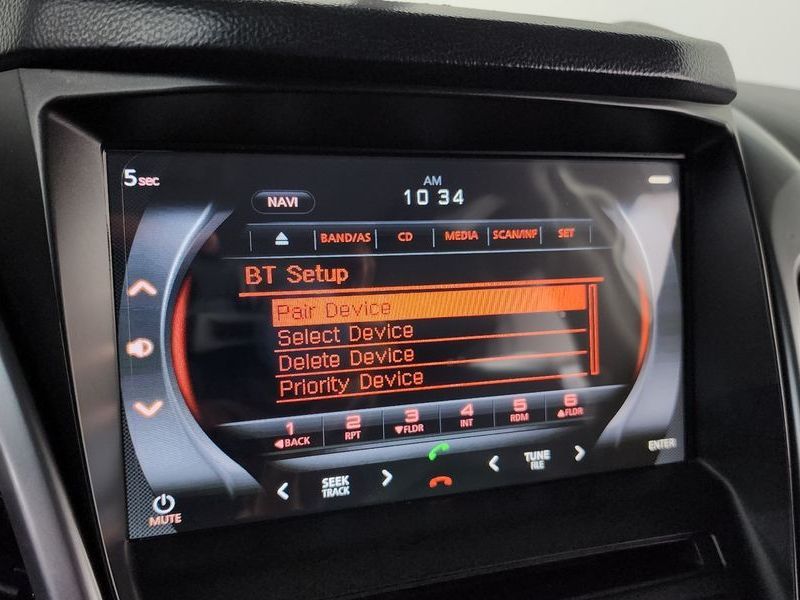 5 sec
AM
10 34
NAVI
BAND/AS CD MEDIA SCAN/INF SET
BT Setup
Pair Device
Select Device
Delete Device
Priority Device
1 2 3 4 5 6
◀BACK RPT ▼FLDR INT RDM ▲FLDR
SEEK TUNE ENTER
TRACK FILE
MUTE